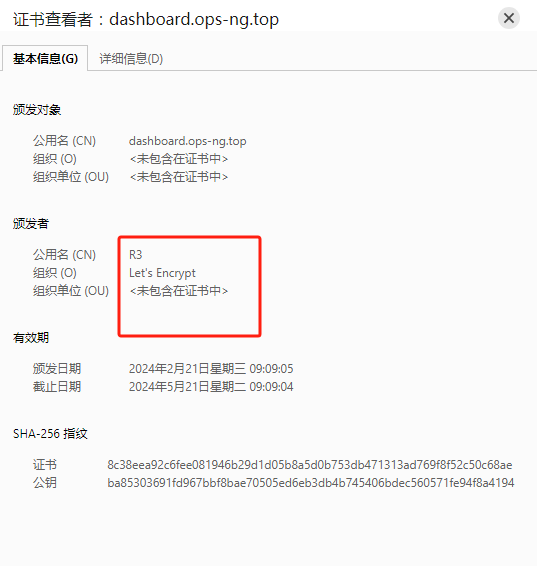 证书查看者：dashboard.ops-ng.top
基本信息(G) 详细信息(D)
颁发对象
公用名 (CN) dashboard.ops-ng.top
组织 (O) <未包含在证书中>
组织单位 (OU) <未包含在证书中>
颁发者
公用名 (CN) R3
组织 (O) Let's Encrypt
组织单位 (OU) <未包含在证书中>
有效期
颁发日期 2024年2月21日星期三 09:09:05
截止日期 2024年5月21日星期二 09:09:04
SHA-256 指纹
证书 8c38eea92c6fee081946b29d1d05b8a5d0b753db471313ad769f8f52c50c68ae
公钥 ba85303691fd967bbf8bae70505ed6eb3db4b745406bdec560571fe94f8a4194